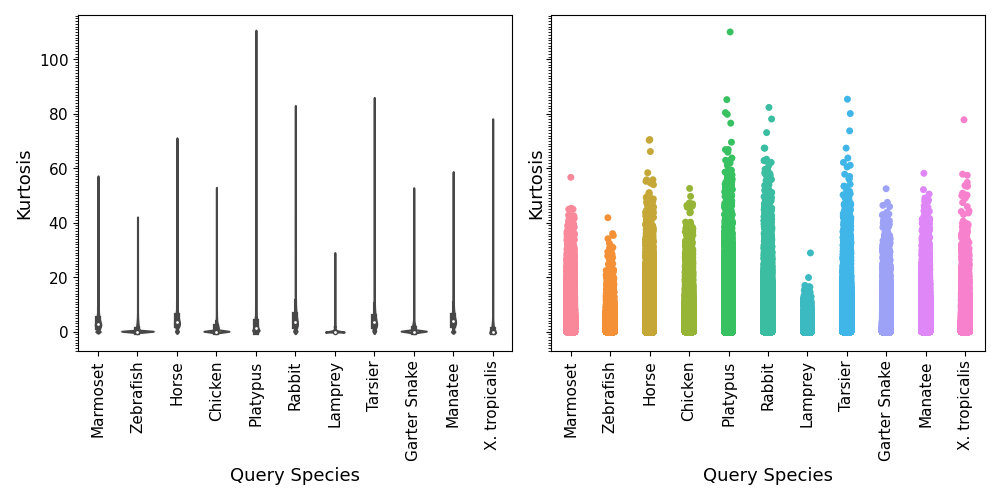 Kurtosis
100
80
60
40
20
0
Marmoset
Zebrafish
Horse
Chicken
Platypus
Rabbit
Lamprey
Tarsier
Garter Snake
Manatee
X. tropicalis
Query Species
Kurtosis
Marmoset
Zebrafish
Horse
Chicken
Platypus
Rabbit
Lamprey
Tarsier
Garter Snake
Manatee
X. tropicalis
Query Species